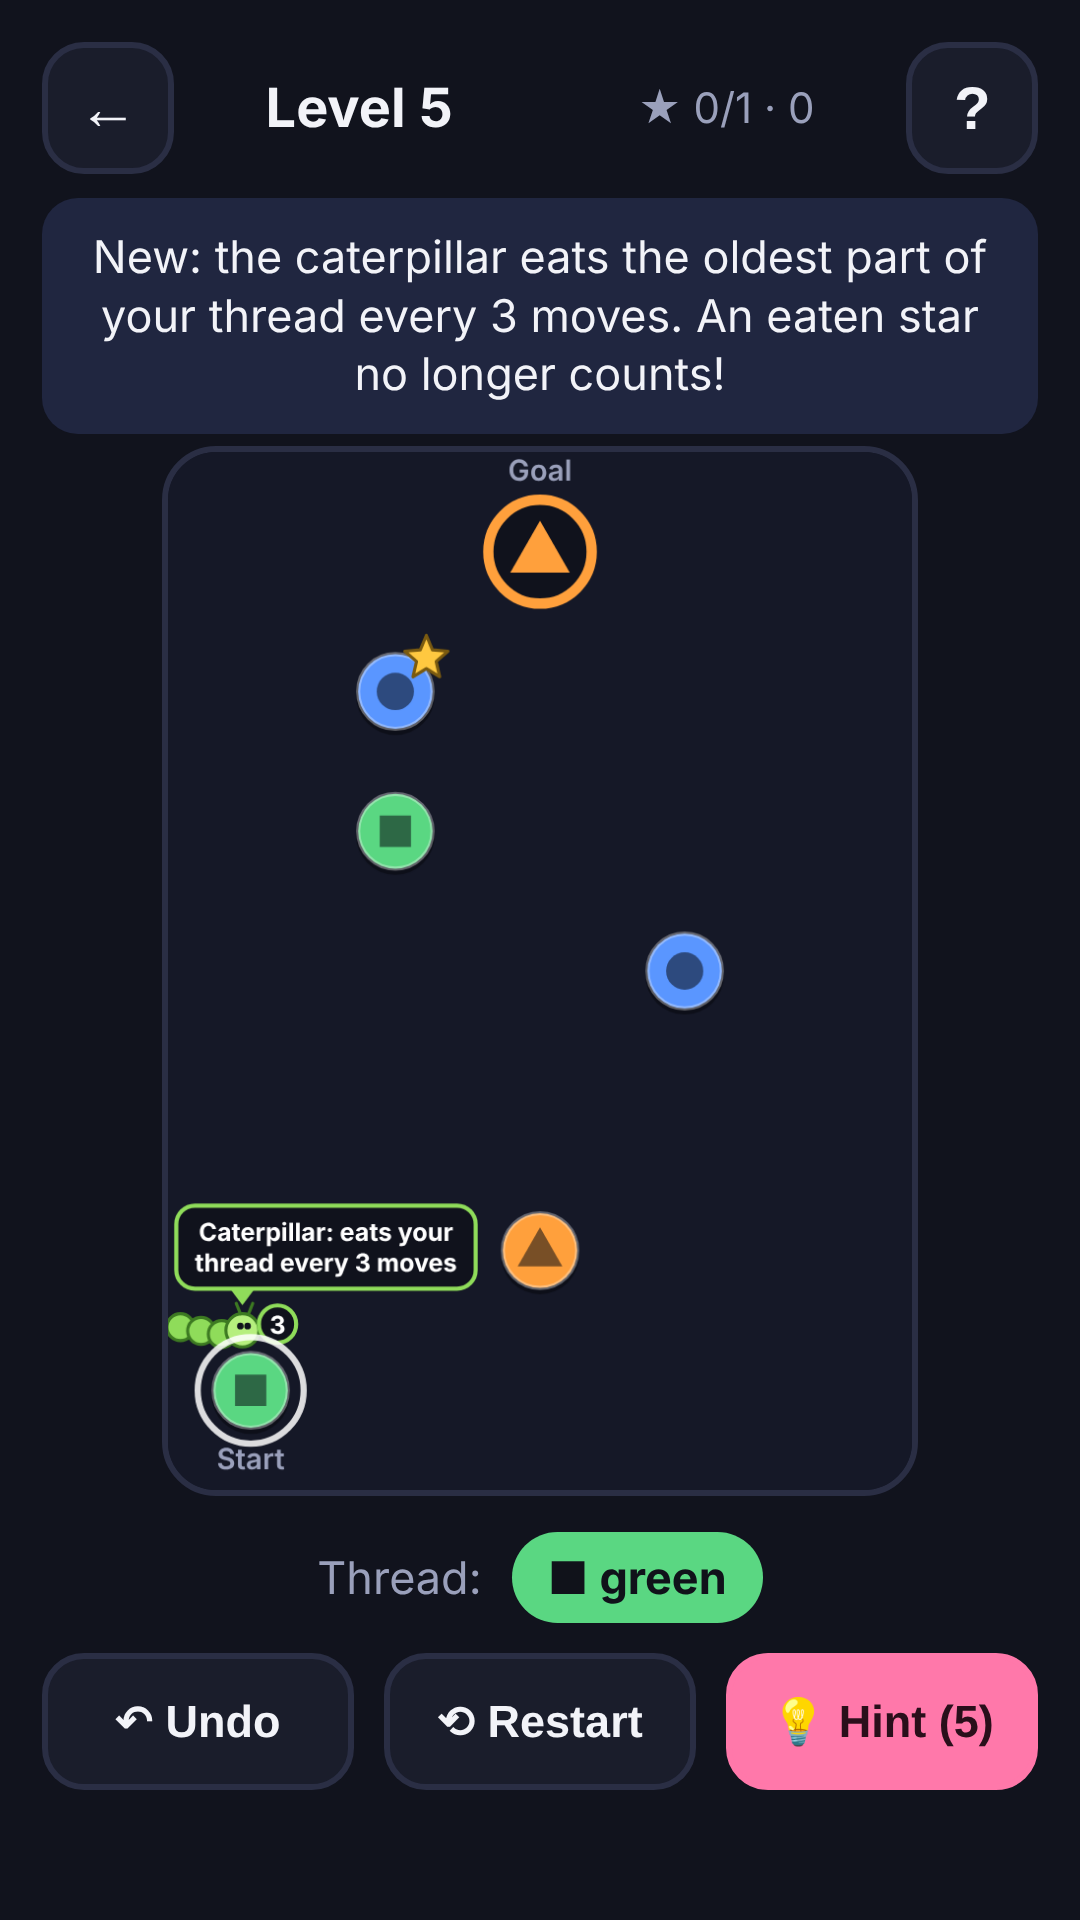 ←
Level 5
★ 0/1 · 0
?
New: the caterpillar eats the oldest part of
your thread every 3 moves. An eaten star
no longer counts!
Goal
Caterpillar: eats your
thread every 3 moves
3
Start
Thread:
■ green
↶ Undo
⟲ Restart
💡 Hint (5)